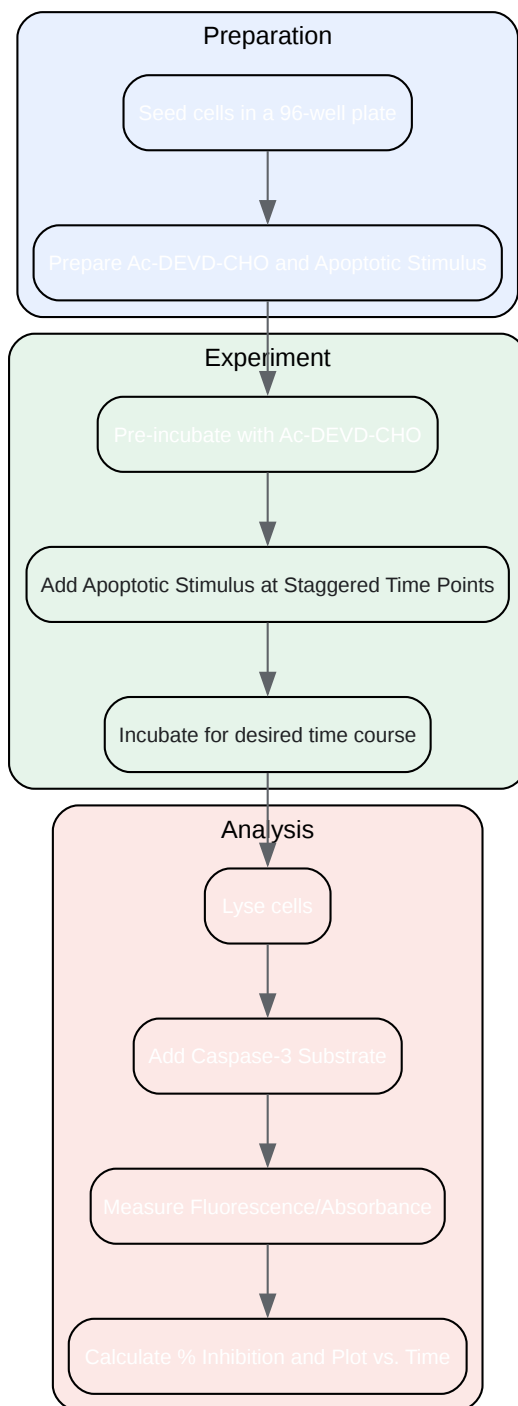 Preparation
Seed cells in a 96-well plate
Prepare Ac-DEVD-CHO and Apoptotic Stimulus
Experiment
Pre-incubate with Ac-DEVD-CHO
Add Apoptotic Stimulus at Staggered Time Points
Incubate for desired time course
Analysis
Lyse cells
Add Caspase-3 Substrate
Measure Fluorescence/Absorbance
Calculate % Inhibition and Plot vs. Time